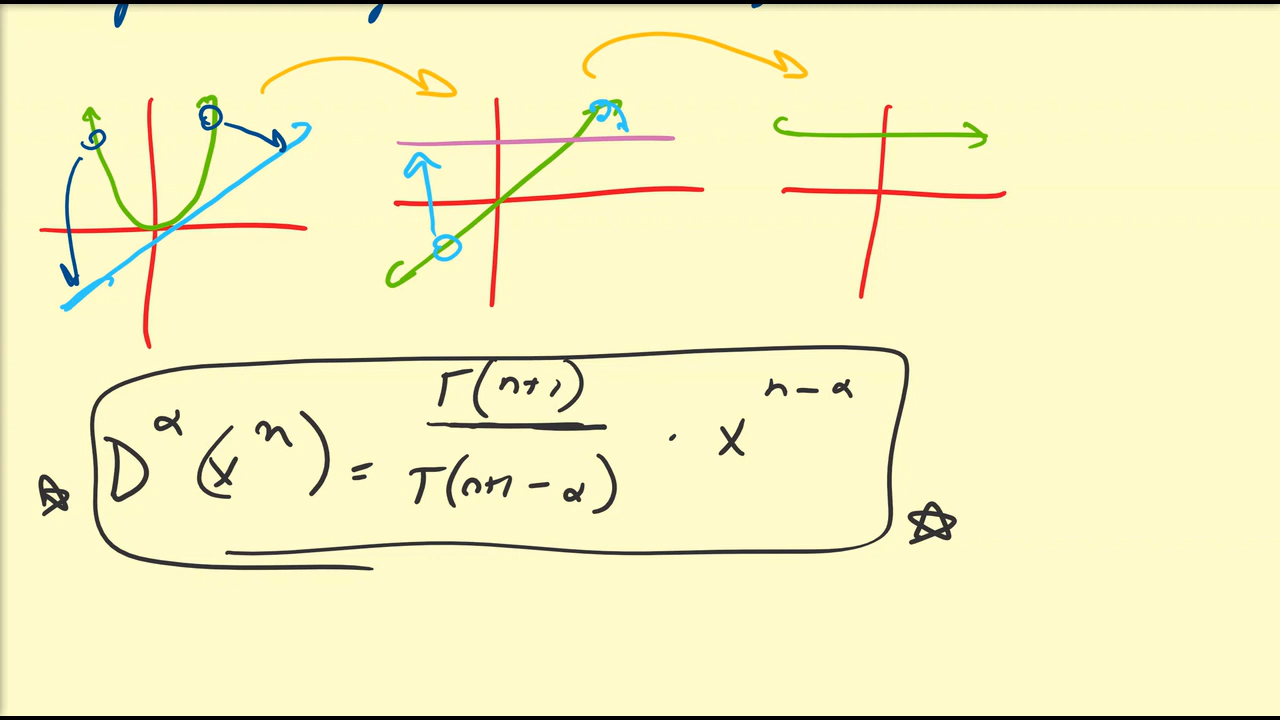 D^α(x^n) = Γ(n+1) / Γ(n+1-α) · x^(n-α)